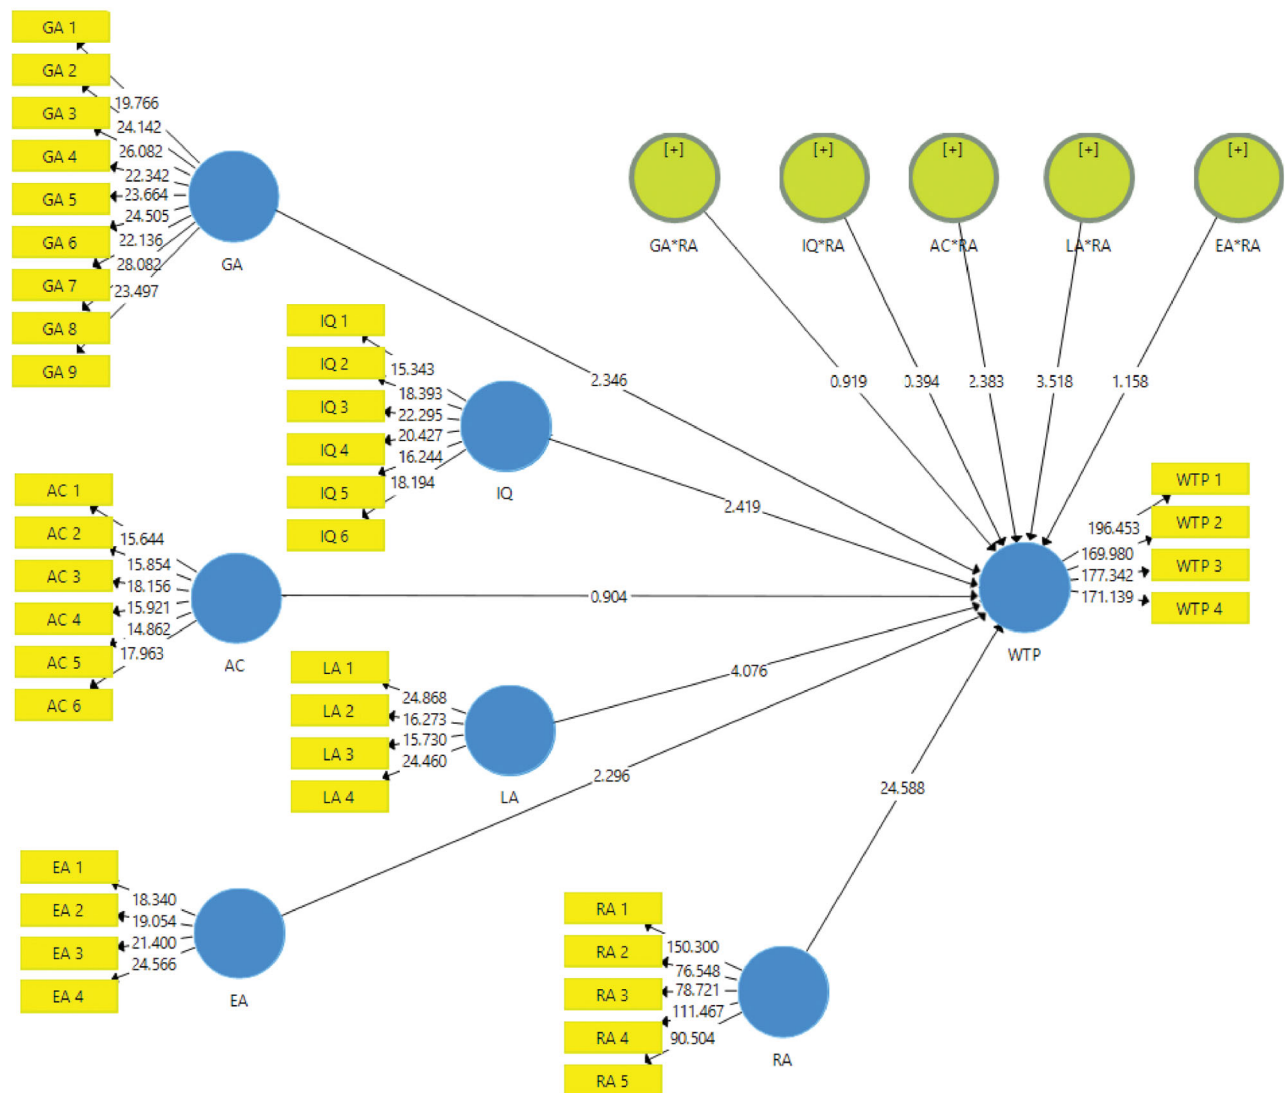 GA 1
GA 2
GA 3
GA 4
GA 5
GA 6
GA 7
GA 8
GA 9
19.766
24.142
26.082
22.342
23.664
24.505
22.136
28.082
23.497
GA
[+]
[+]
[+]
[+]
[+]
GA*RA
IQ*RA
AC*RA
LA*RA
EA*RA
IQ 1
IQ 2
IQ 3
IQ 4
IQ 5
IQ 6
15.343
18.393
22.295
20.427
16.244
18.194
IQ
2.346
0.919
0.394
2.383
3.518
1.158
2.419
AC 1
AC 2
AC 3
AC 4
AC 5
AC 6
15.644
15.854
18.156
15.921
14.862
17.963
AC
0.904
WTP 1
WTP 2
WTP 3
WTP 4
196.453
169.980
177.342
171.139
WTP
LA 1
LA 2
LA 3
LA 4
24.868
16.273
15.730
24.460
LA
4.076
2.296
24.588
EA 1
EA 2
EA 3
EA 4
18.340
19.054
21.400
24.566
EA
RA 1
RA 2
RA 3
RA 4
RA 5
150.300
76.548
78.721
111.467
90.504
RA